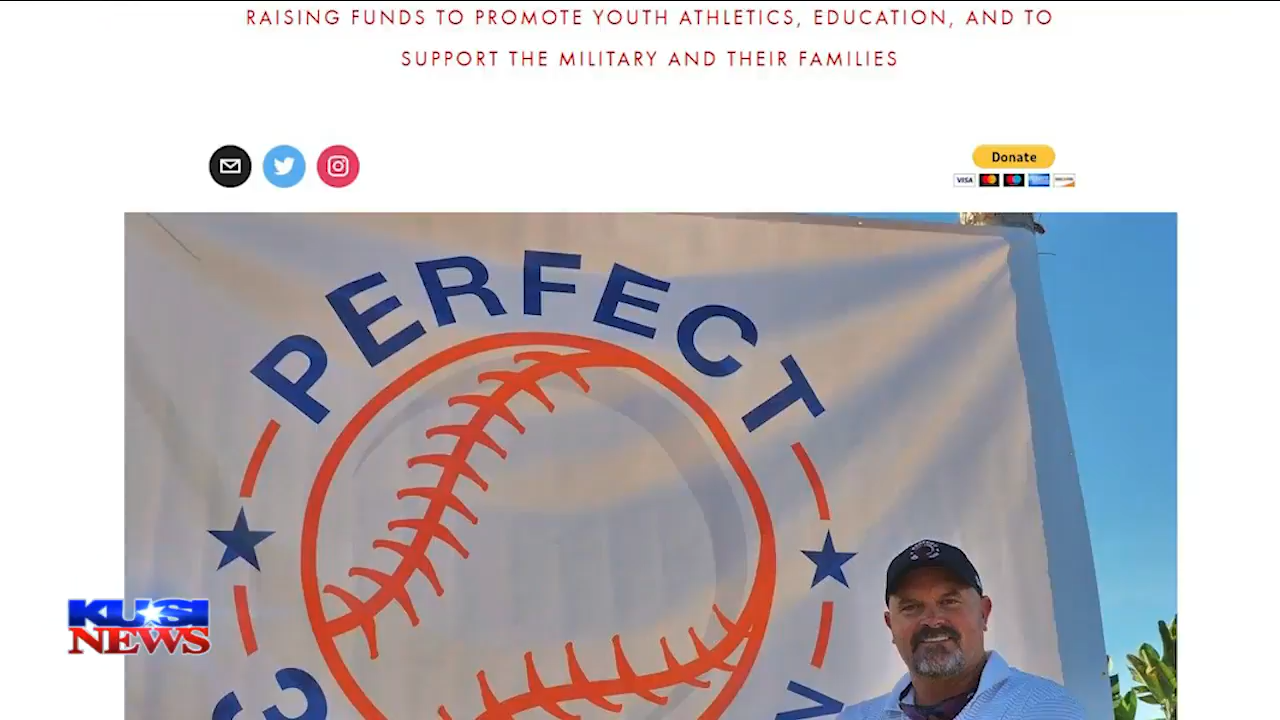 RAISING FUNDS TO PROMOTE YOUTH ATHLETICS, EDUCATION, AND TO
SUPPORT THE MILITARY AND THEIR FAMILIES
Donate
VISA
PERFECT
KUSI
NEWS